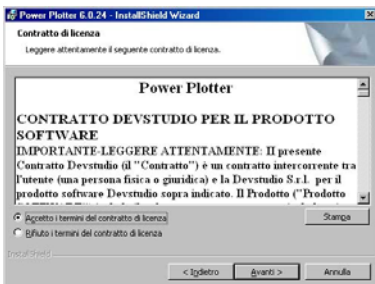 Power Plotter 6.0.24 - InstallShield Wizard
Contratto di licenza
Leggere attentamente il seguente contratto di licenza.
Power Plotter
CONTRATTO DEVSTUDIO PER IL PRODOTTO
SOFTWARE
IMPORTANTE-LEGGERE ATTENTAMENTE: Il presente
Contratto Devstudio (il "Contratto") è un contratto intercorrente tra
l'utente (una persona fisica o giuridica) e la Devstudio S.r.l. per il
prodotto software Devstudio sopra indicato. Il Prodotto ("Prodotto
Accetto i termini del contratto di licenza
Stampa
Rifiuto i termini del contratto di licenza
InstallShield
< Indietro
Avanti >
Annulla